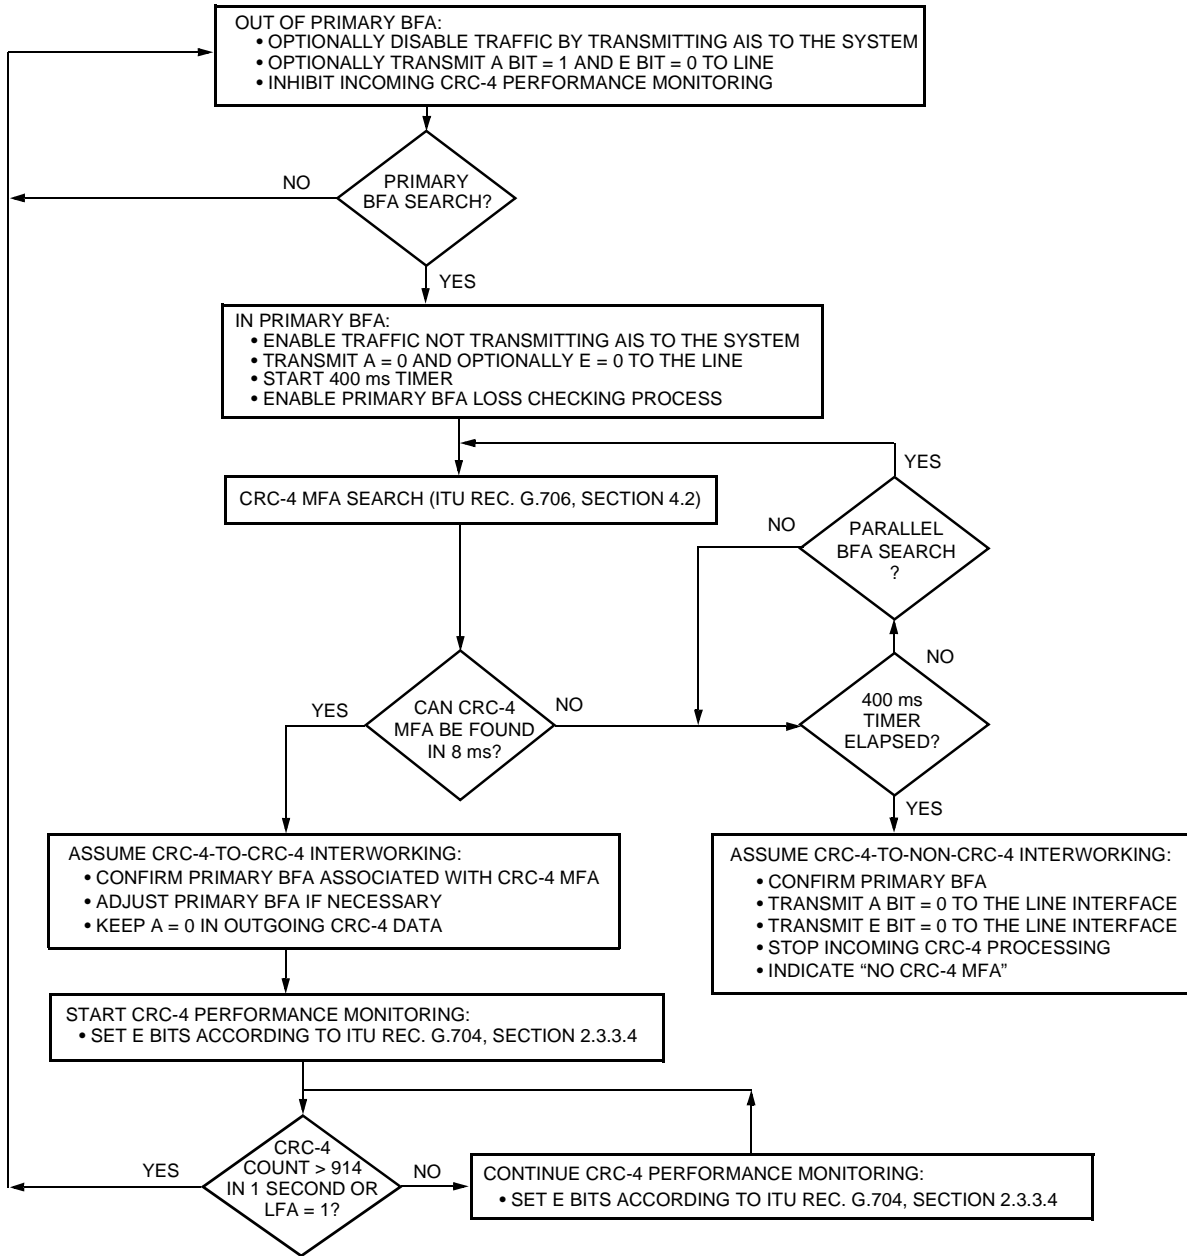 OUT OF PRIMARY BFA:
• OPTIONALLY DISABLE TRAFFIC BY TRANSMITTING AIS TO THE SYSTEM
• OPTIONALLY TRANSMIT A BIT = 1 AND E BIT = 0 TO LINE
• INHIBIT INCOMING CRC-4 PERFORMANCE MONITORING
NO
PRIMARY
BFA SEARCH?
YES
IN PRIMARY BFA:
• ENABLE TRAFFIC NOT TRANSMITTING AIS TO THE SYSTEM
• TRANSMIT A = 0 AND OPTIONALLY E = 0 TO THE LINE
• START 400 ms TIMER
• ENABLE PRIMARY BFA LOSS CHECKING PROCESS
YES
CRC-4 MFA SEARCH (ITU REC. G.706, SECTION 4.2)
NO
PARALLEL
BFA SEARCH
?
NO
YES
CAN CRC-4
MFA BE FOUND
IN 8 ms?
NO
400 ms
TIMER
ELAPSED?
YES
ASSUME CRC-4-TO-CRC-4 INTERWORKING:
• CONFIRM PRIMARY BFA ASSOCIATED WITH CRC-4 MFA
• ADJUST PRIMARY BFA IF NECESSARY
• KEEP A = 0 IN OUTGOING CRC-4 DATA
ASSUME CRC-4-TO-NON-CRC-4 INTERWORKING:
• CONFIRM PRIMARY BFA
• TRANSMIT A BIT = 0 TO THE LINE INTERFACE
• TRANSMIT E BIT = 0 TO THE LINE INTERFACE
• STOP INCOMING CRC-4 PROCESSING
• INDICATE “NO CRC-4 MFA”
START CRC-4 PERFORMANCE MONITORING:
• SET E BITS ACCORDING TO ITU REC. G.704, SECTION 2.3.3.4
YES
CRC-4
COUNT > 914
IN 1 SECOND OR
LFA = 1?
NO
CONTINUE CRC-4 PERFORMANCE MONITORING:
• SET E BITS ACCORDING TO ITU REC. G.704, SECTION 2.3.3.4